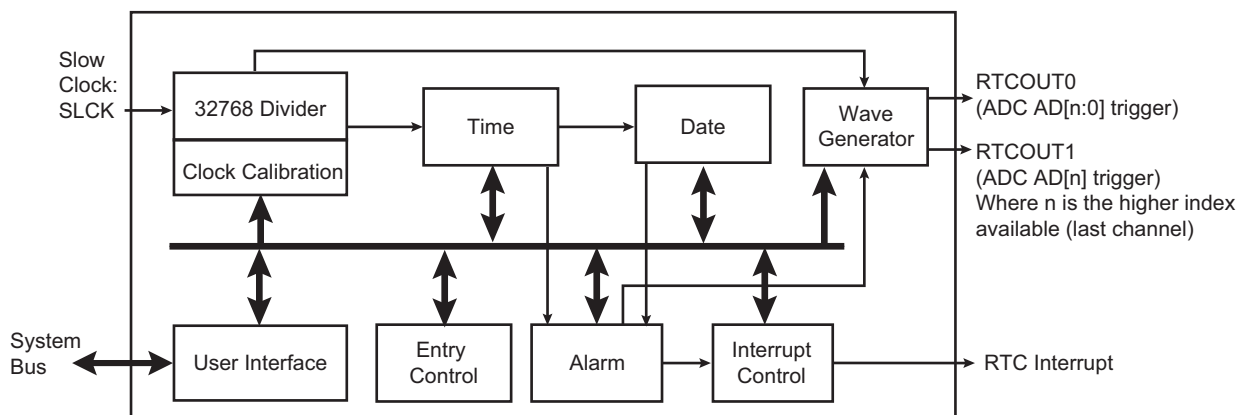 Slow
Clock:
SLCK
32768 Divider
Clock Calibration
Time
Date
Wave
Generator
RTCOUT0
(ADC AD[n:0] trigger)
RTCOUT1
(ADC AD[n] trigger)
Where n is the higher index
available (last channel)
System
Bus
User Interface
Entry
Control
Alarm
Interrupt
Control
RTC Interrupt